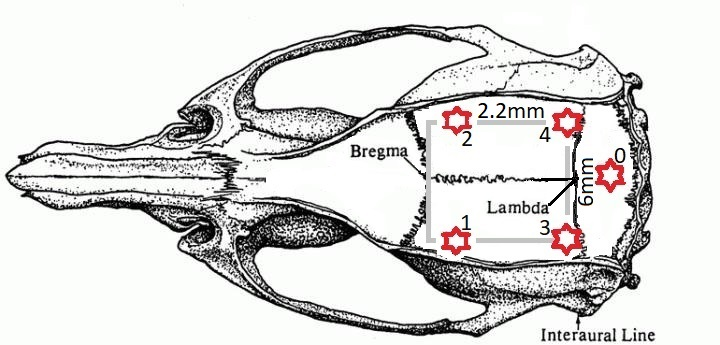 2.2mm
2
4
Bregma
0
6mm
Lambda
1
3
Interaural Line